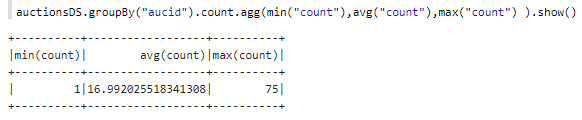 auctionsDS.groupBy("aucid").count.agg(min("count"),avg("count"),max("count") ).show()
+----------+------------------+----------+
|min(count)|        avg(count)|max(count)|
+----------+------------------+----------+
|         1|16.992025518341308|        75|
+----------+------------------+----------+